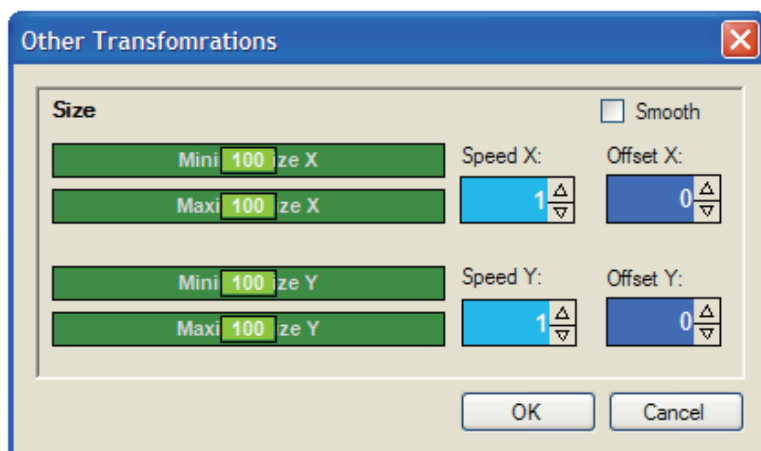 Other Transfomrations
Size
Smooth
Mini 100 ize X
Speed X:
Offset X:
1
0
Maxi 100 ize X
Mini 100 ize Y
Speed Y:
Offset Y:
1
0
Maxi 100 ize Y
OK
Cancel